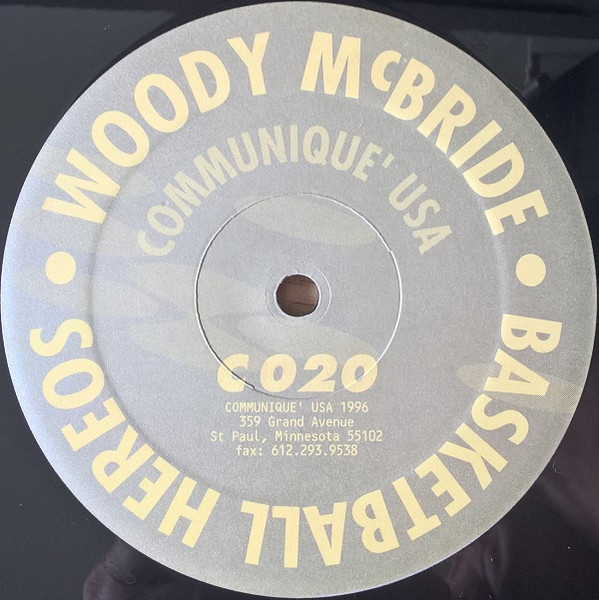 WOODY McBRIDE • BASKETBALL HEREOS •
COMMUNIQUE' USA
C020
COMMUNIQUE' USA 1996
359 Grand Avenue
St Paul, Minnesota 55102
fax: 612.293.9538